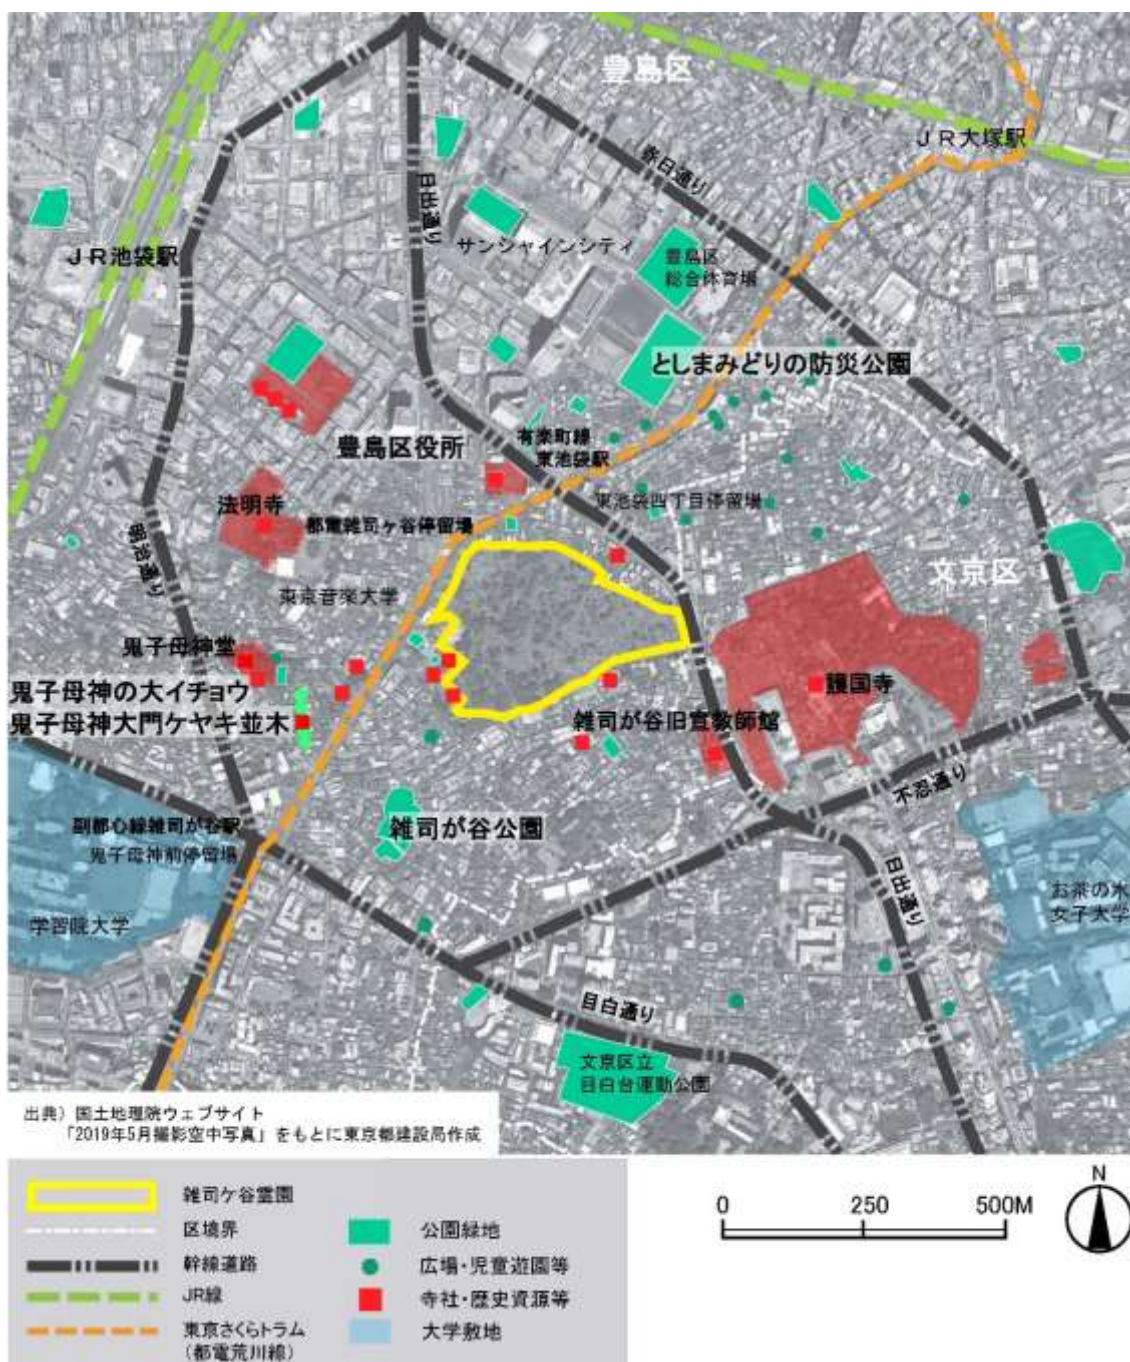 豊島区
JR大塚駅
春日通り
日出通り
サンシャインシティ
豊島区
総合体育場
JR池袋駅
としまみどりの防災公園
豊島区役所
有楽町線
東池袋駅
東池袋四丁目停留場
法明寺
都電雑司ヶ谷停留場
明治通り
文京区
東京音楽大学
鬼子母神堂
鬼子母神の大イチョウ
鬼子母神大門ケヤキ並木
護国寺
雑司が谷旧宣教師館
不忍通り
副都心線雑司が谷駅
鬼子母神前停留場
雑司が谷公園
学習院大学
日出通り
お茶の水
女子大学
目白通り
文京区立
目白台運動公園
出典）国土地理院ウェブサイト
「2019年5月撮影空中写真」をもとに東京都建設局作成
雑司ケ谷霊園
区境界
幹線道路
JR線
東京さくらトラム
（都電荒川線）
公園緑地
広場・児童遊園等
寺社・歴史資源等
大学敷地
0 250 500M
N